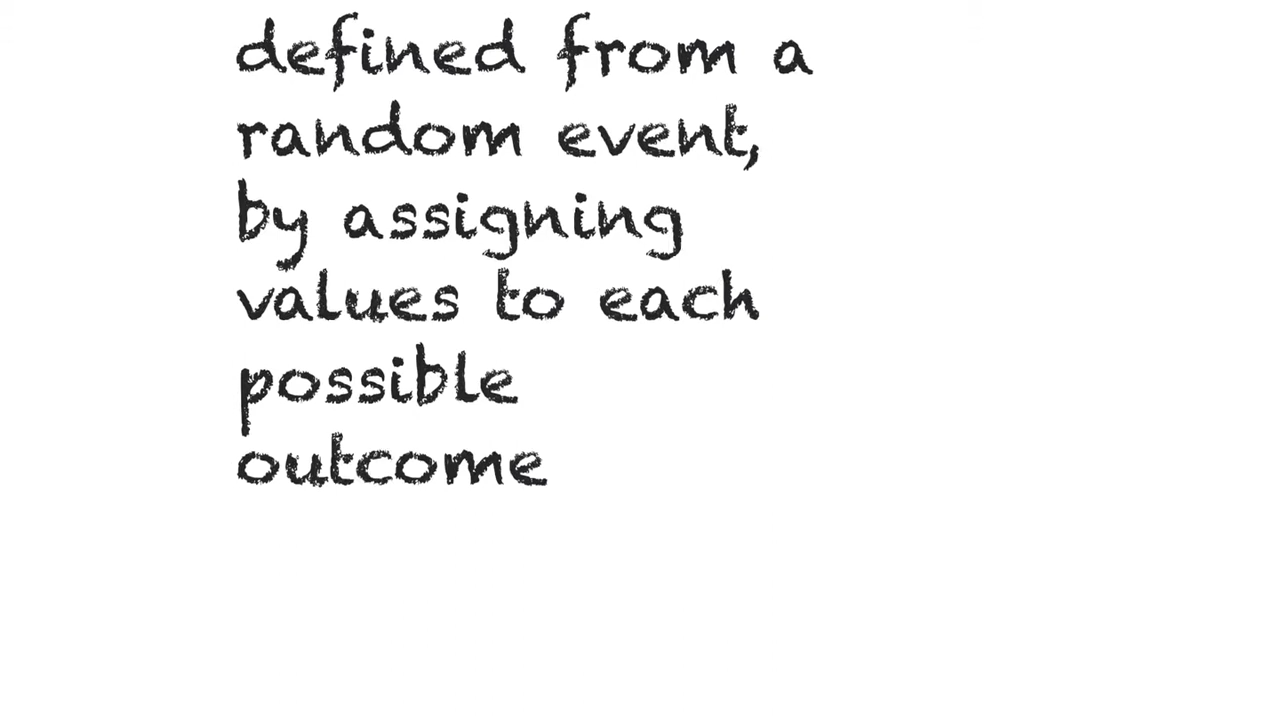 defined from a
random event,
by assigning
values to each
possible
outcome